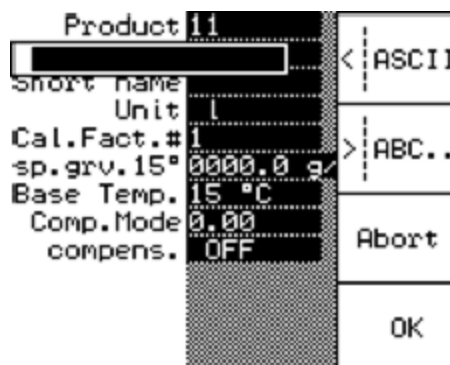 Product 11
Short name
Unit l
Cal.Fact.# 1
sp.grv.15° 0000.0 g/
Base Temp. 15 °C
Comp.Mode 0.00
compens. OFF
< ASCII
> ABC..
Abort
OK